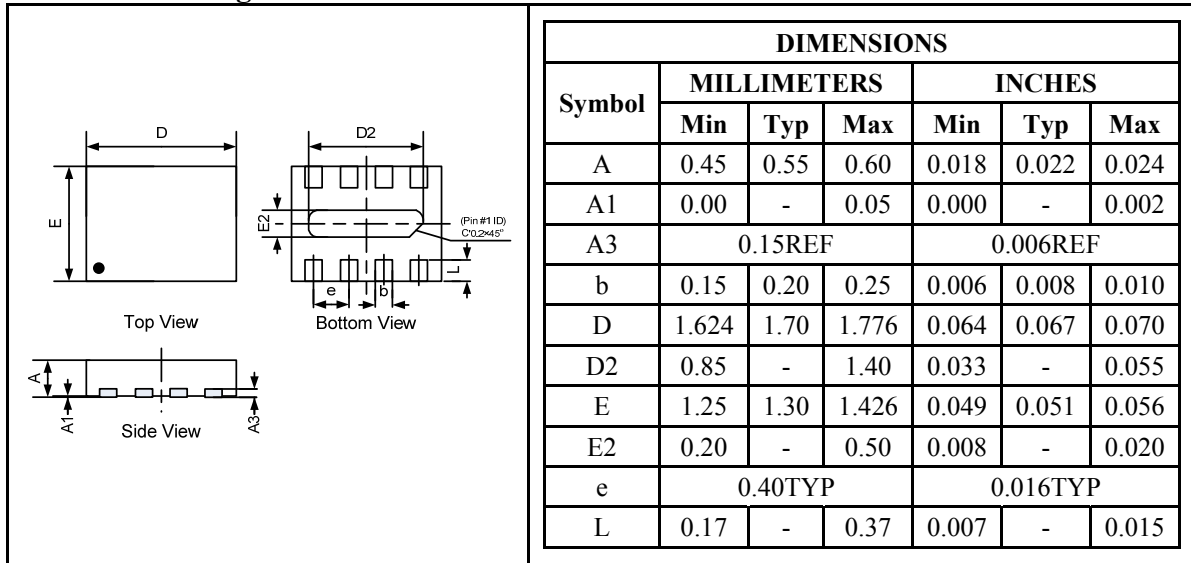 D
E
Top View
D2
E2
(Pin #1 ID)
C'0.2×45°
L
e
b
Bottom View
A
A1
A3
Side View
DIMENSIONS
Symbol MILLIMETERS INCHES
Min Typ Max Min Typ Max
A 0.45 0.55 0.60 0.018 0.022 0.024
A1 0.00 - 0.05 0.000 - 0.002
A3 0.15REF 0.006REF
b 0.15 0.20 0.25 0.006 0.008 0.010
D 1.624 1.70 1.776 0.064 0.067 0.070
D2 0.85 - 1.40 0.033 - 0.055
E 1.25 1.30 1.426 0.049 0.051 0.056
E2 0.20 - 0.50 0.008 - 0.020
e 0.40TYP 0.016TYP
L 0.17 - 0.37 0.007 - 0.015